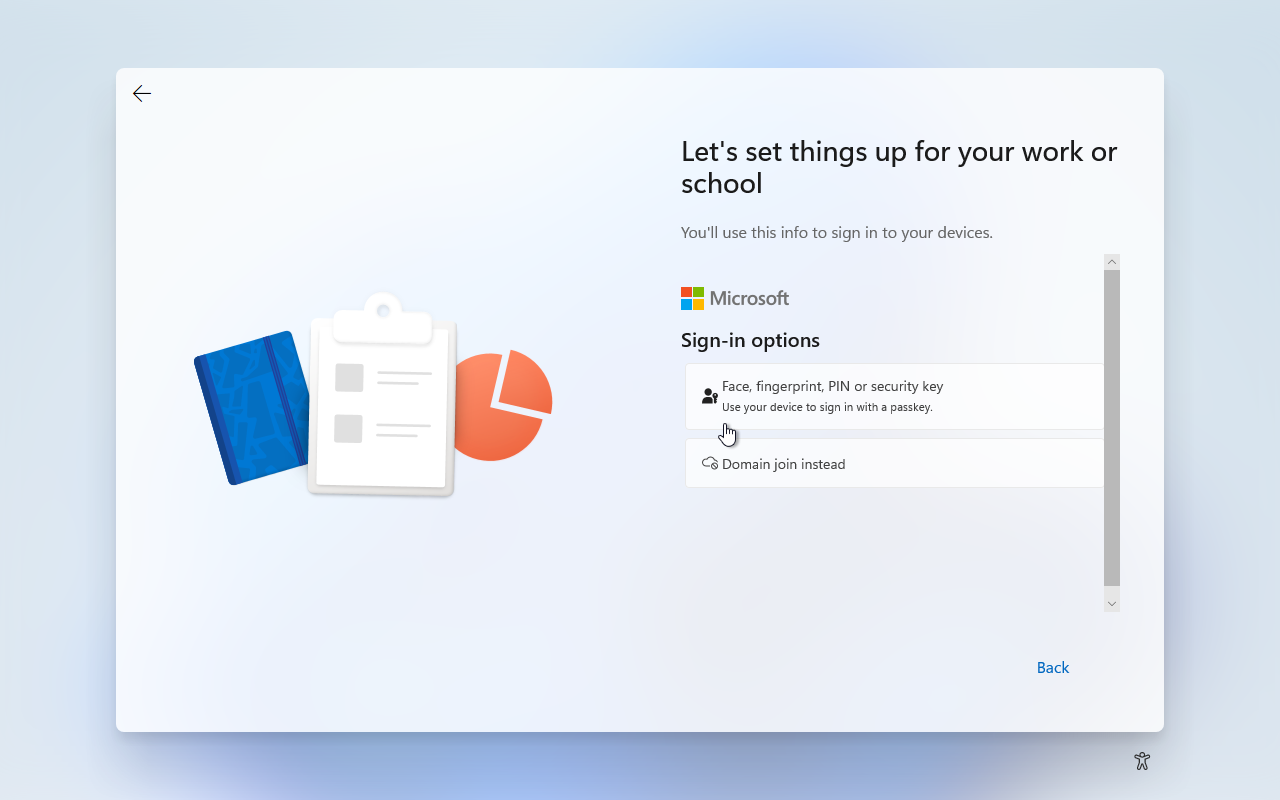 Let's set things up for your work or
school
You'll use this info to sign in to your devices.
Microsoft
Sign-in options
Face, fingerprint, PIN or security key
Use your device to sign in with a passkey.
Domain join instead
Back